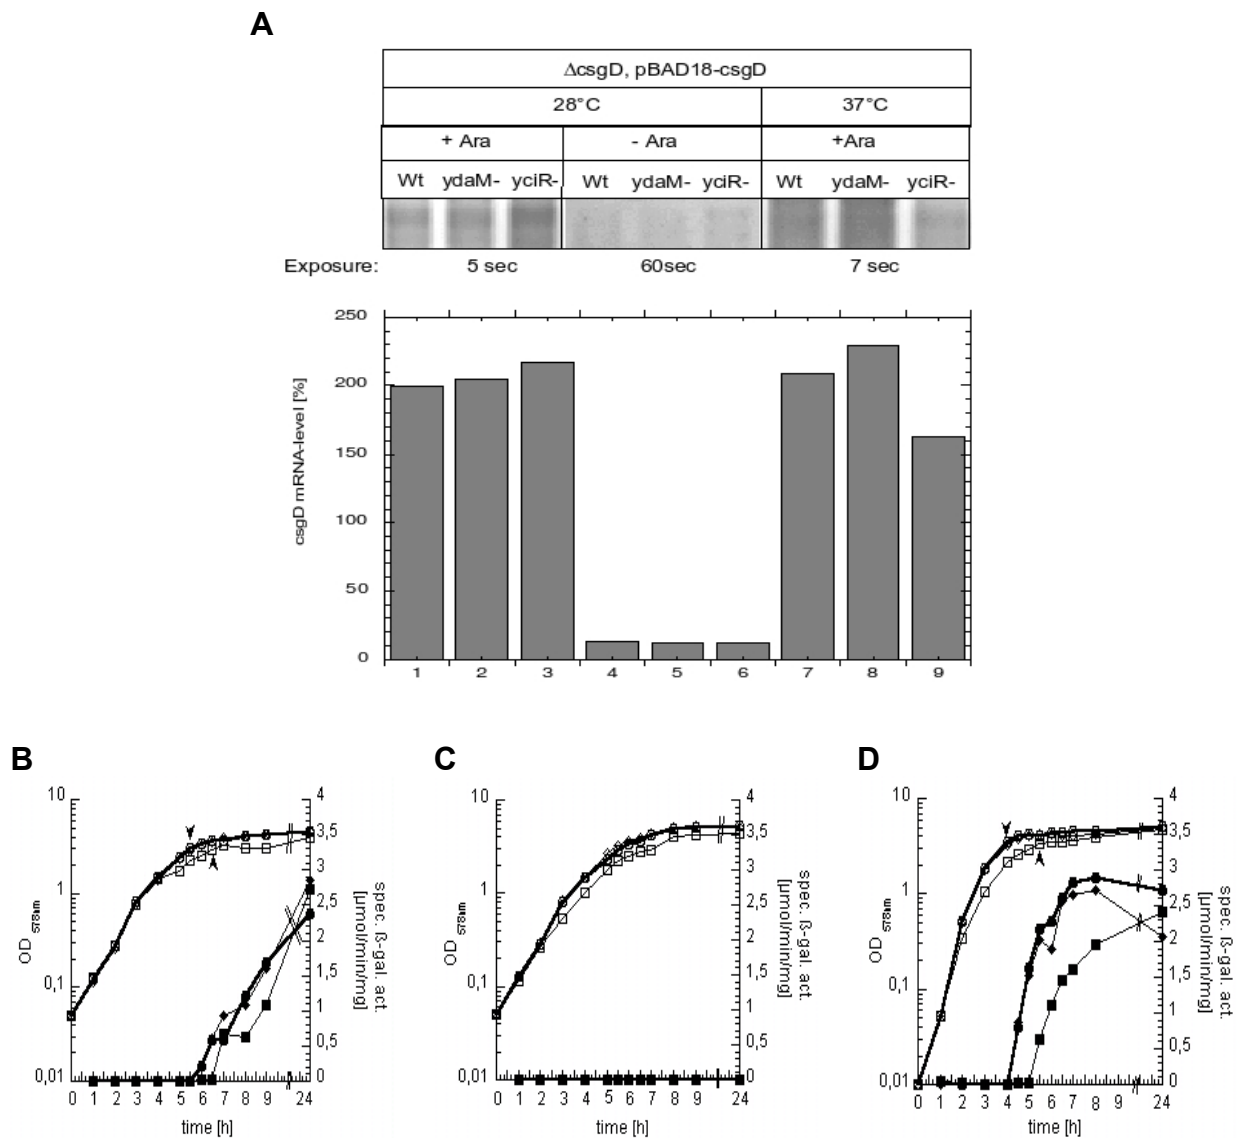 A
ΔcsgD, pBAD18-csgD
28°C 37°C
+ Ara - Ara +Ara
Wt ydaM- yciR- Wt ydaM- yciR- Wt ydaM- yciR-
Exposure: 5 sec 60sec 7 sec
csgD mRNA-level [%]
250
200
150
100
50
0
1 2 3 4 5 6 7 8 9
B
OD 578nm
10
1
0,1
0,01
4
3,5
3
2,5
2
1,5
1
0,5
0
spec. ß-gal. act.
[µmol/min/mg]
0 1 2 3 4 5 6 7 8 9 24
time [h]
C
OD 578nm
10
1
0,1
0,01
4
3,5
3
2,5
2
1,5
1
0,5
0
spec. ß-gal. act.
[µmol/min/mg]
0 1 2 3 4 5 6 7 8 9 24
time [h]
D
OD 578nm
10
1
0,1
0,01
4
3,5
3
2,5
2
1,5
1
0,5
0
spec. ß-gal. act.
[µmol/min/mg]
0 1 2 3 4 5 6 7 8 9 24
time [h]